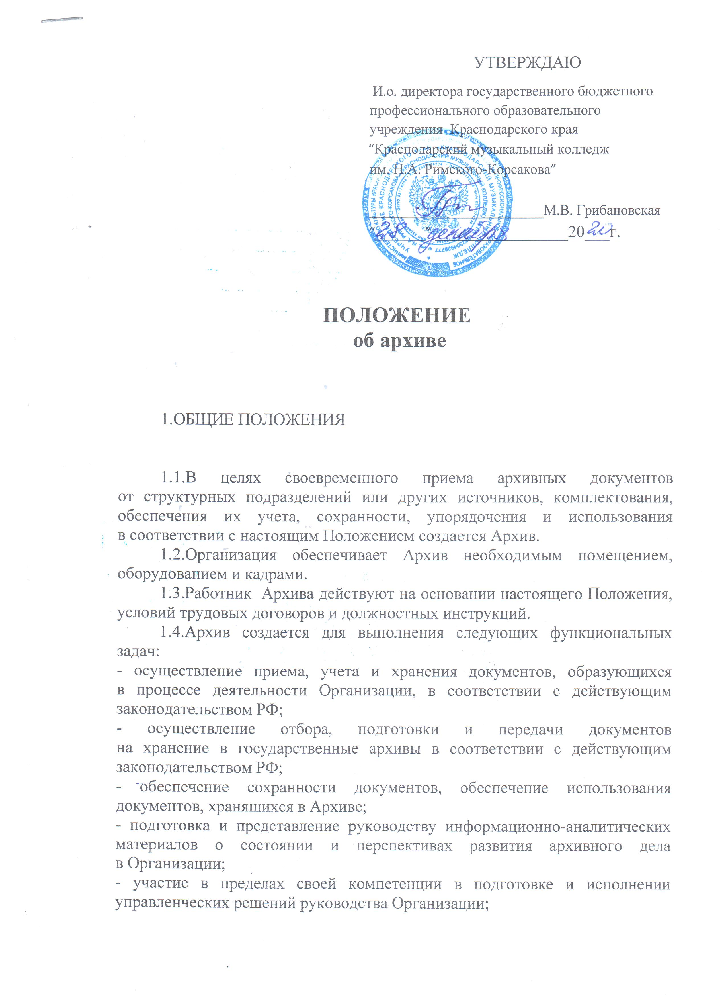 УТВЕРЖДАЮ
И.о. директора государственного бюджетного
профессионального образовательного
учреждения Краснодарского края
“Краснодарский музыкальный колледж
им. Н.А. Римского-Корсакова”
М.В. Грибановская
“28” декабря 2020г.
ПОЛОЖЕНИЕ
об архиве
1.ОБЩИЕ ПОЛОЖЕНИЯ
1.1.В целях своевременного приема архивных документов
от структурных подразделений или других источников, комплектования,
обеспечения их учета, сохранности, упорядочения и использования
в соответствии с настоящим Положением создается Архив.
1.2.Организация обеспечивает Архив необходимым помещением,
оборудованием и кадрами.
1.3.Работник Архива действуют на основании настоящего Положения,
условий трудовых договоров и должностных инструкций.
1.4.Архив создается для выполнения следующих функциональных
задач:
- осуществление приема, учета и хранения документов, образующихся
в процессе деятельности Организации, в соответствии с действующим
законодательством РФ;
- осуществление отбора, подготовки и передачи документов
на хранение в государственные архивы в соответствии с действующим
законодательством РФ;
- обеспечение сохранности документов, обеспечение использования
документов, хранящихся в Архиве;
- подготовка и представление руководству информационно-аналитических
материалов о состоянии и перспективах развития архивного дела
в Организации;
- участие в пределах своей компетенции в подготовке и исполнении
управленческих решений руководства Организации;